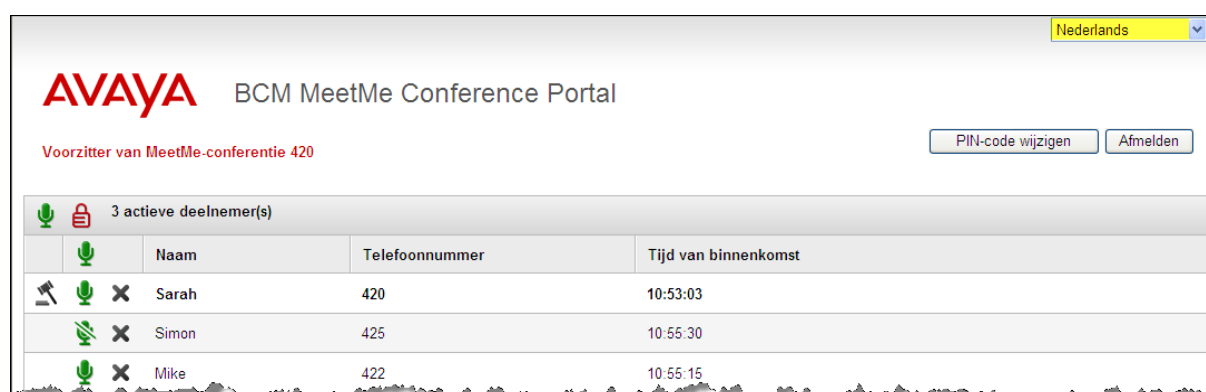 Nederlands
AVAYA BCM MeetMe Conference Portal
Voorzitter van MeetMe-conferentie 420
PIN-code wijzigen Afmelden
3 actieve deelnemer(s)
Naam Telefoonnummer Tijd van binnenkomst
Sarah 420 10:53:03
Simon 425 10:55:30
Mike 422 10:55:15